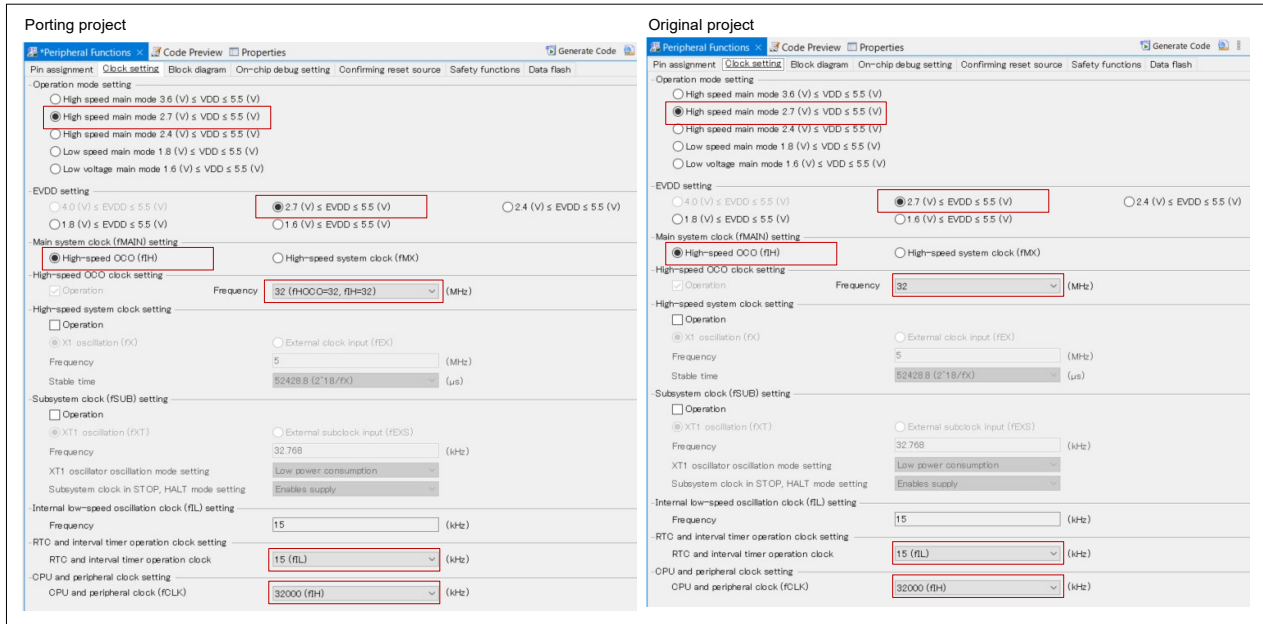 Porting project
*Peripheral Functions × Code Preview Properties Generate Code
Pin assignment Clock setting Block diagram On-chip debug setting Confirming reset source Safety functions Data flash
Operation mode setting
High speed main mode 3.6 (V) ≤ VDD ≤ 5.5 (V)
High speed main mode 2.7 (V) ≤ VDD ≤ 5.5 (V)
High speed main mode 2.4 (V) ≤ VDD ≤ 5.5 (V)
Low speed main mode 1.8 (V) ≤ VDD ≤ 5.5 (V)
Low voltage main mode 1.6 (V) ≤ VDD ≤ 5.5 (V)
EVDD setting
4.0 (V) ≤ EVDD ≤ 5.5 (V) 2.7 (V) ≤ EVDD ≤ 5.5 (V) 2.4 (V) ≤ EVDD ≤ 5.5 (V)
1.8 (V) ≤ EVDD ≤ 5.5 (V) 1.6 (V) ≤ EVDD ≤ 5.5 (V)
Main system clock (fMAIN) setting
High-speed OCO (fIH) High-speed system clock (fMX)
High-speed OCO clock setting
Operation Frequency 32 (fHOCO=32, fIH=32) (MHz)
High-speed system clock setting
Operation
X1 oscillation (fX) External clock input (fEX)
Frequency 5 (MHz)
Stable time 52428.8 (2^18/fX) (μs)
Subsystem clock (fSUB) setting
Operation
XT1 oscillation (fXT) External subclock input (fEXS)
Frequency 32.768 (kHz)
XT1 oscillator oscillation mode setting Low power consumption
Subsystem clock in STOP, HALT mode setting Enables supply
Internal low-speed oscillation clock (fIL) setting
Frequency 15 (kHz)
RTC and interval timer operation clock setting
RTC and interval timer operation clock 15 (fIL) (kHz)
CPU and peripheral clock setting
CPU and peripheral clock (fCLK) 32000 (fIH) (kHz)
Original project
Peripheral Functions × Code Preview Properties Generate Code
Pin assignment Clock setting Block diagram On-chip debug setting Confirming reset source Safety functions Data flash
Operation mode setting
High speed main mode 3.6 (V) ≤ VDD ≤ 5.5 (V)
High speed main mode 2.7 (V) ≤ VDD ≤ 5.5 (V)
High speed main mode 2.4 (V) ≤ VDD ≤ 5.5 (V)
Low speed main mode 1.8 (V) ≤ VDD ≤ 5.5 (V)
Low voltage main mode 1.6 (V) ≤ VDD ≤ 5.5 (V)
EVDD setting
4.0 (V) ≤ EVDD ≤ 5.5 (V) 2.7 (V) ≤ EVDD ≤ 5.5 (V) 2.4 (V) ≤ EVDD ≤ 5.5 (V)
1.8 (V) ≤ EVDD ≤ 5.5 (V) 1.6 (V) ≤ EVDD ≤ 5.5 (V)
Main system clock (fMAIN) setting
High-speed OCO (fIH) High-speed system clock (fMX)
High-speed OCO clock setting
Operation Frequency 32 (MHz)
High-speed system clock setting
Operation
X1 oscillation (fX) External clock input (fEX)
Frequency 5 (MHz)
Stable time 52428.8 (2^18/fX) (μs)
Subsystem clock (fSUB) setting
Operation
XT1 oscillation (fXT) External subclock input (fEXS)
Frequency 32.768 (kHz)
XT1 oscillator oscillation mode setting Low power consumption
Subsystem clock in STOP, HALT mode setting Enables supply
Internal low-speed oscillation clock (fIL) setting
Frequency 15 (kHz)
RTC and interval timer operation clock setting
RTC and interval timer operation clock 15 (fIL) (kHz)
CPU and peripheral clock setting
CPU and peripheral clock (fCLK) 32000 (fIH) (kHz)